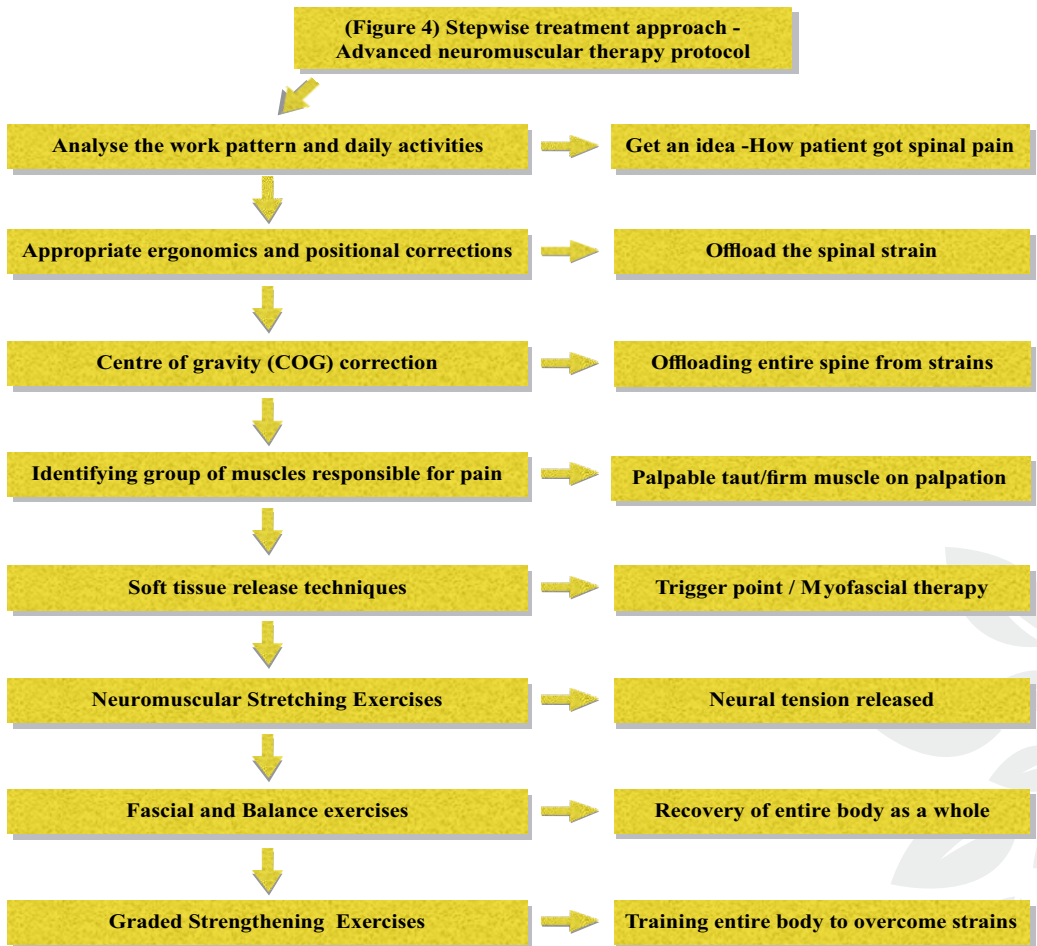 (Figure 4) Stepwise treatment approach -
Advanced neuromuscular therapy protocol
Analyse the work pattern and daily activities
Get an idea -How patient got spinal pain
Appropriate ergonomics and positional corrections
Offload the spinal strain
Centre of gravity (COG) correction
Offloading entire spine from strains
Identifying group of muscles responsible for pain
Palpable taut/firm muscle on palpation
Soft tissue release techniques
Trigger point / Myofascial therapy
Neuromuscular Stretching Exercises
Neural tension released
Fascial and Balance exercises
Recovery of entire body as a whole
Graded Strengthening Exercises
Training entire body to overcome strains